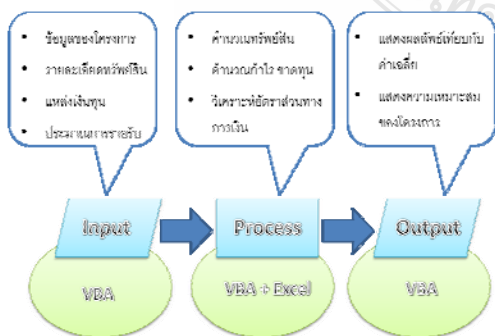 • ข้อมูลของโครงการ
• รายละเอียดทรัพย์สิน
• แหล่งเงินทุน
• ประมาณการรายรับ
• คำนวณทรัพย์สิน
• คำนวณกำไร ขาดทุน
• วิเคราะห์อัตราส่วนทาง
การเงิน
• แสดงผลลัพธ์เทียบกับ
ค่าเฉลี่ย
• แสดงความเหมาะสม
ของโครงการ
Input
Process
Output
VBA
VBA + Excel
VBA